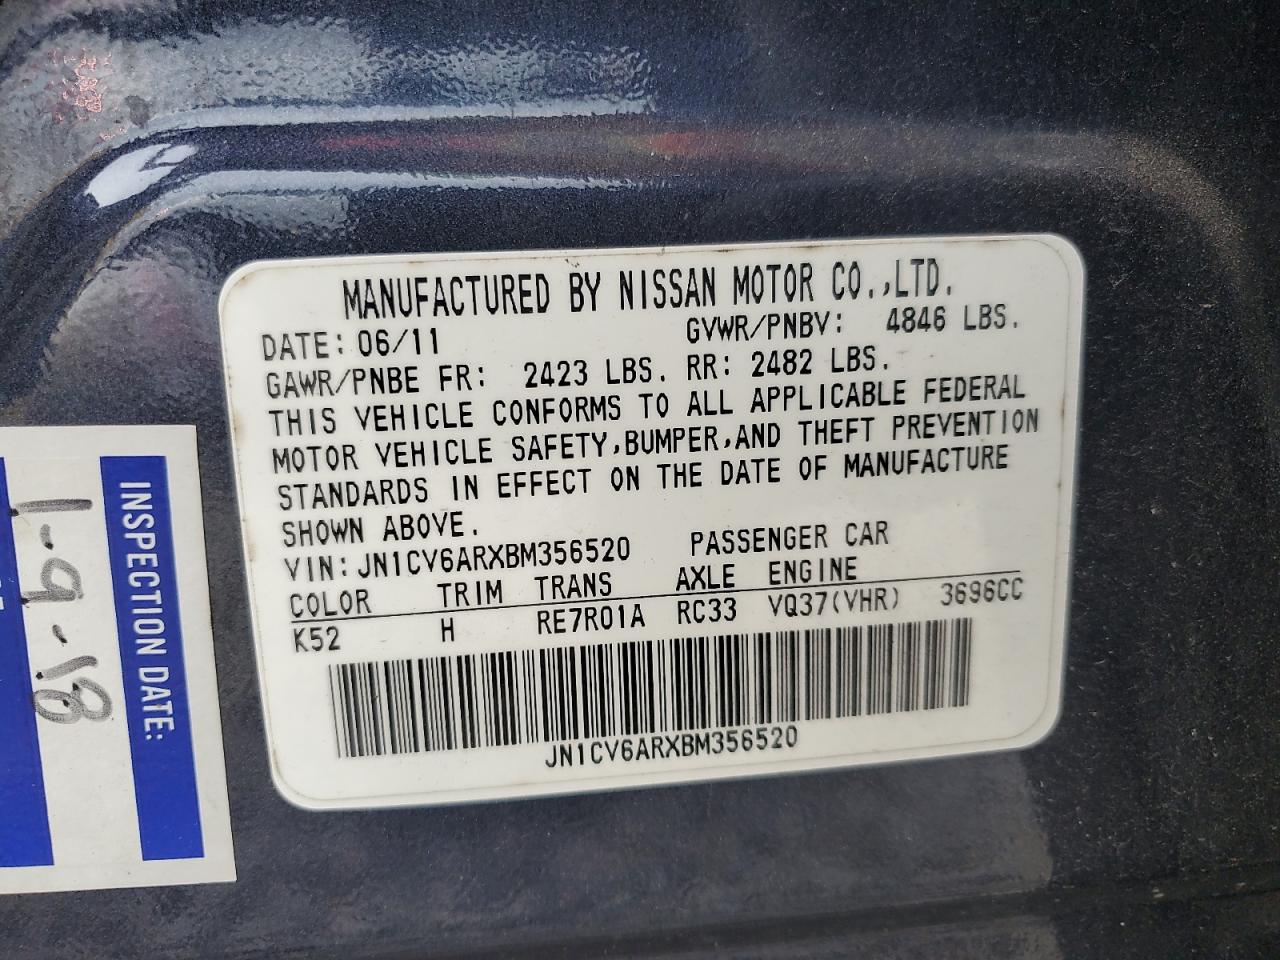 MANUFACTURED BY NISSAN MOTOR CO.,LTD.
DATE: 06/11 GVWR/PNBV: 4846 LBS.
GAWR/PNBE FR: 2423 LBS. RR: 2482 LBS.
THIS VEHICLE CONFORMS TO ALL APPLICABLE FEDERAL
MOTOR VEHICLE SAFETY,BUMPER,AND THEFT PREVENTION
STANDARDS IN EFFECT ON THE DATE OF MANUFACTURE
SHOWN ABOVE.
VIN: JN1CV6ARXBM356520 PASSENGER CAR
COLOR TRIM TRANS AXLE ENGINE
K52 H RE7R01A RC33 VQ37(VHR) 3696CC
JN1CV6ARXBM356520
INSPECTION DATE:
1-9-18